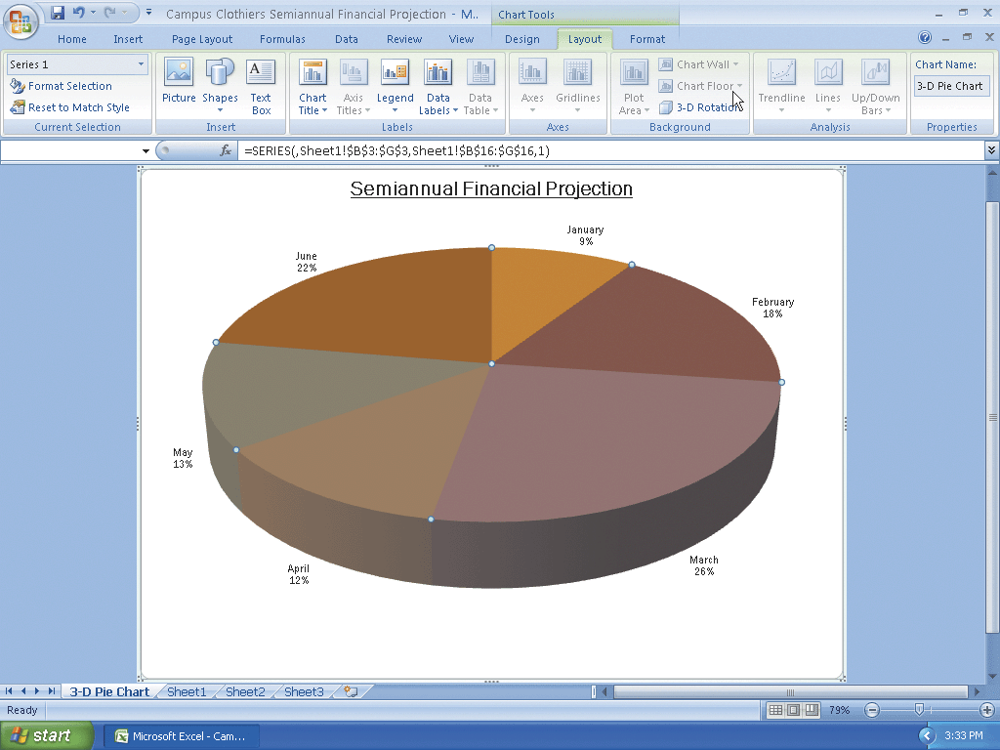 Campus Clothiers Semiannual Financial Projection - M..
Chart Tools
Home Insert Page Layout Formulas Data Review View Design Layout Format
Series 1
Format Selection
Reset to Match Style
Current Selection
Picture
Shapes
Text
Box
Insert
Chart
Title
Axis
Titles
Legend
Data
Labels
Data
Table
Labels
Axes
Gridlines
Axes
Plot
Area
Chart Wall
Chart Floor
3-D Rotation
Background
Trendline
Lines
Up/Down
Bars
Analysis
Chart Name:
3-D Pie Chart
Properties
fx =SERIES(,Sheet1!$B$3:$G$3,Sheet1!$B$16:$G$16,1)
Semiannual Financial Projection
January
9%
June
22%
February
18%
May
13%
March
26%
April
12%
3-D Pie Chart Sheet1 Sheet2 Sheet3
Ready
79%
start
Microsoft Excel - Cam...
3:33 PM